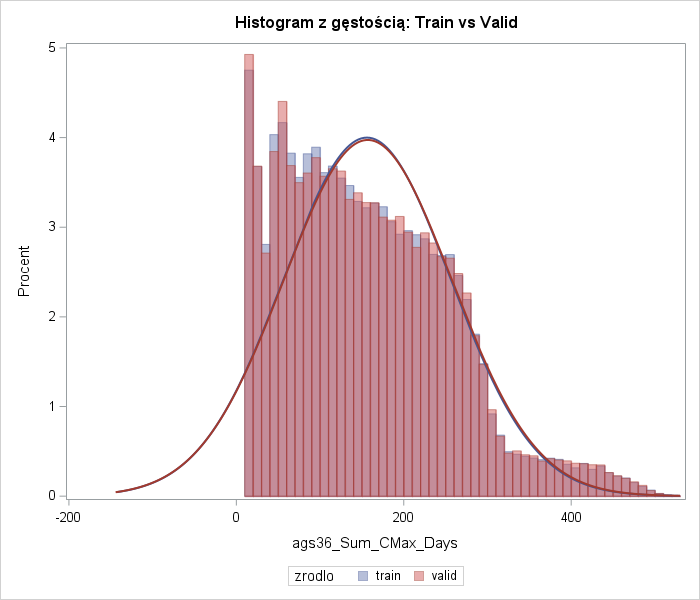 Histogram z gęstością: Train vs Valid
5
4
3
2
1
0
Procent
-200
0
200
400
ags36_Sum_CMax_Days
zrodlo train valid